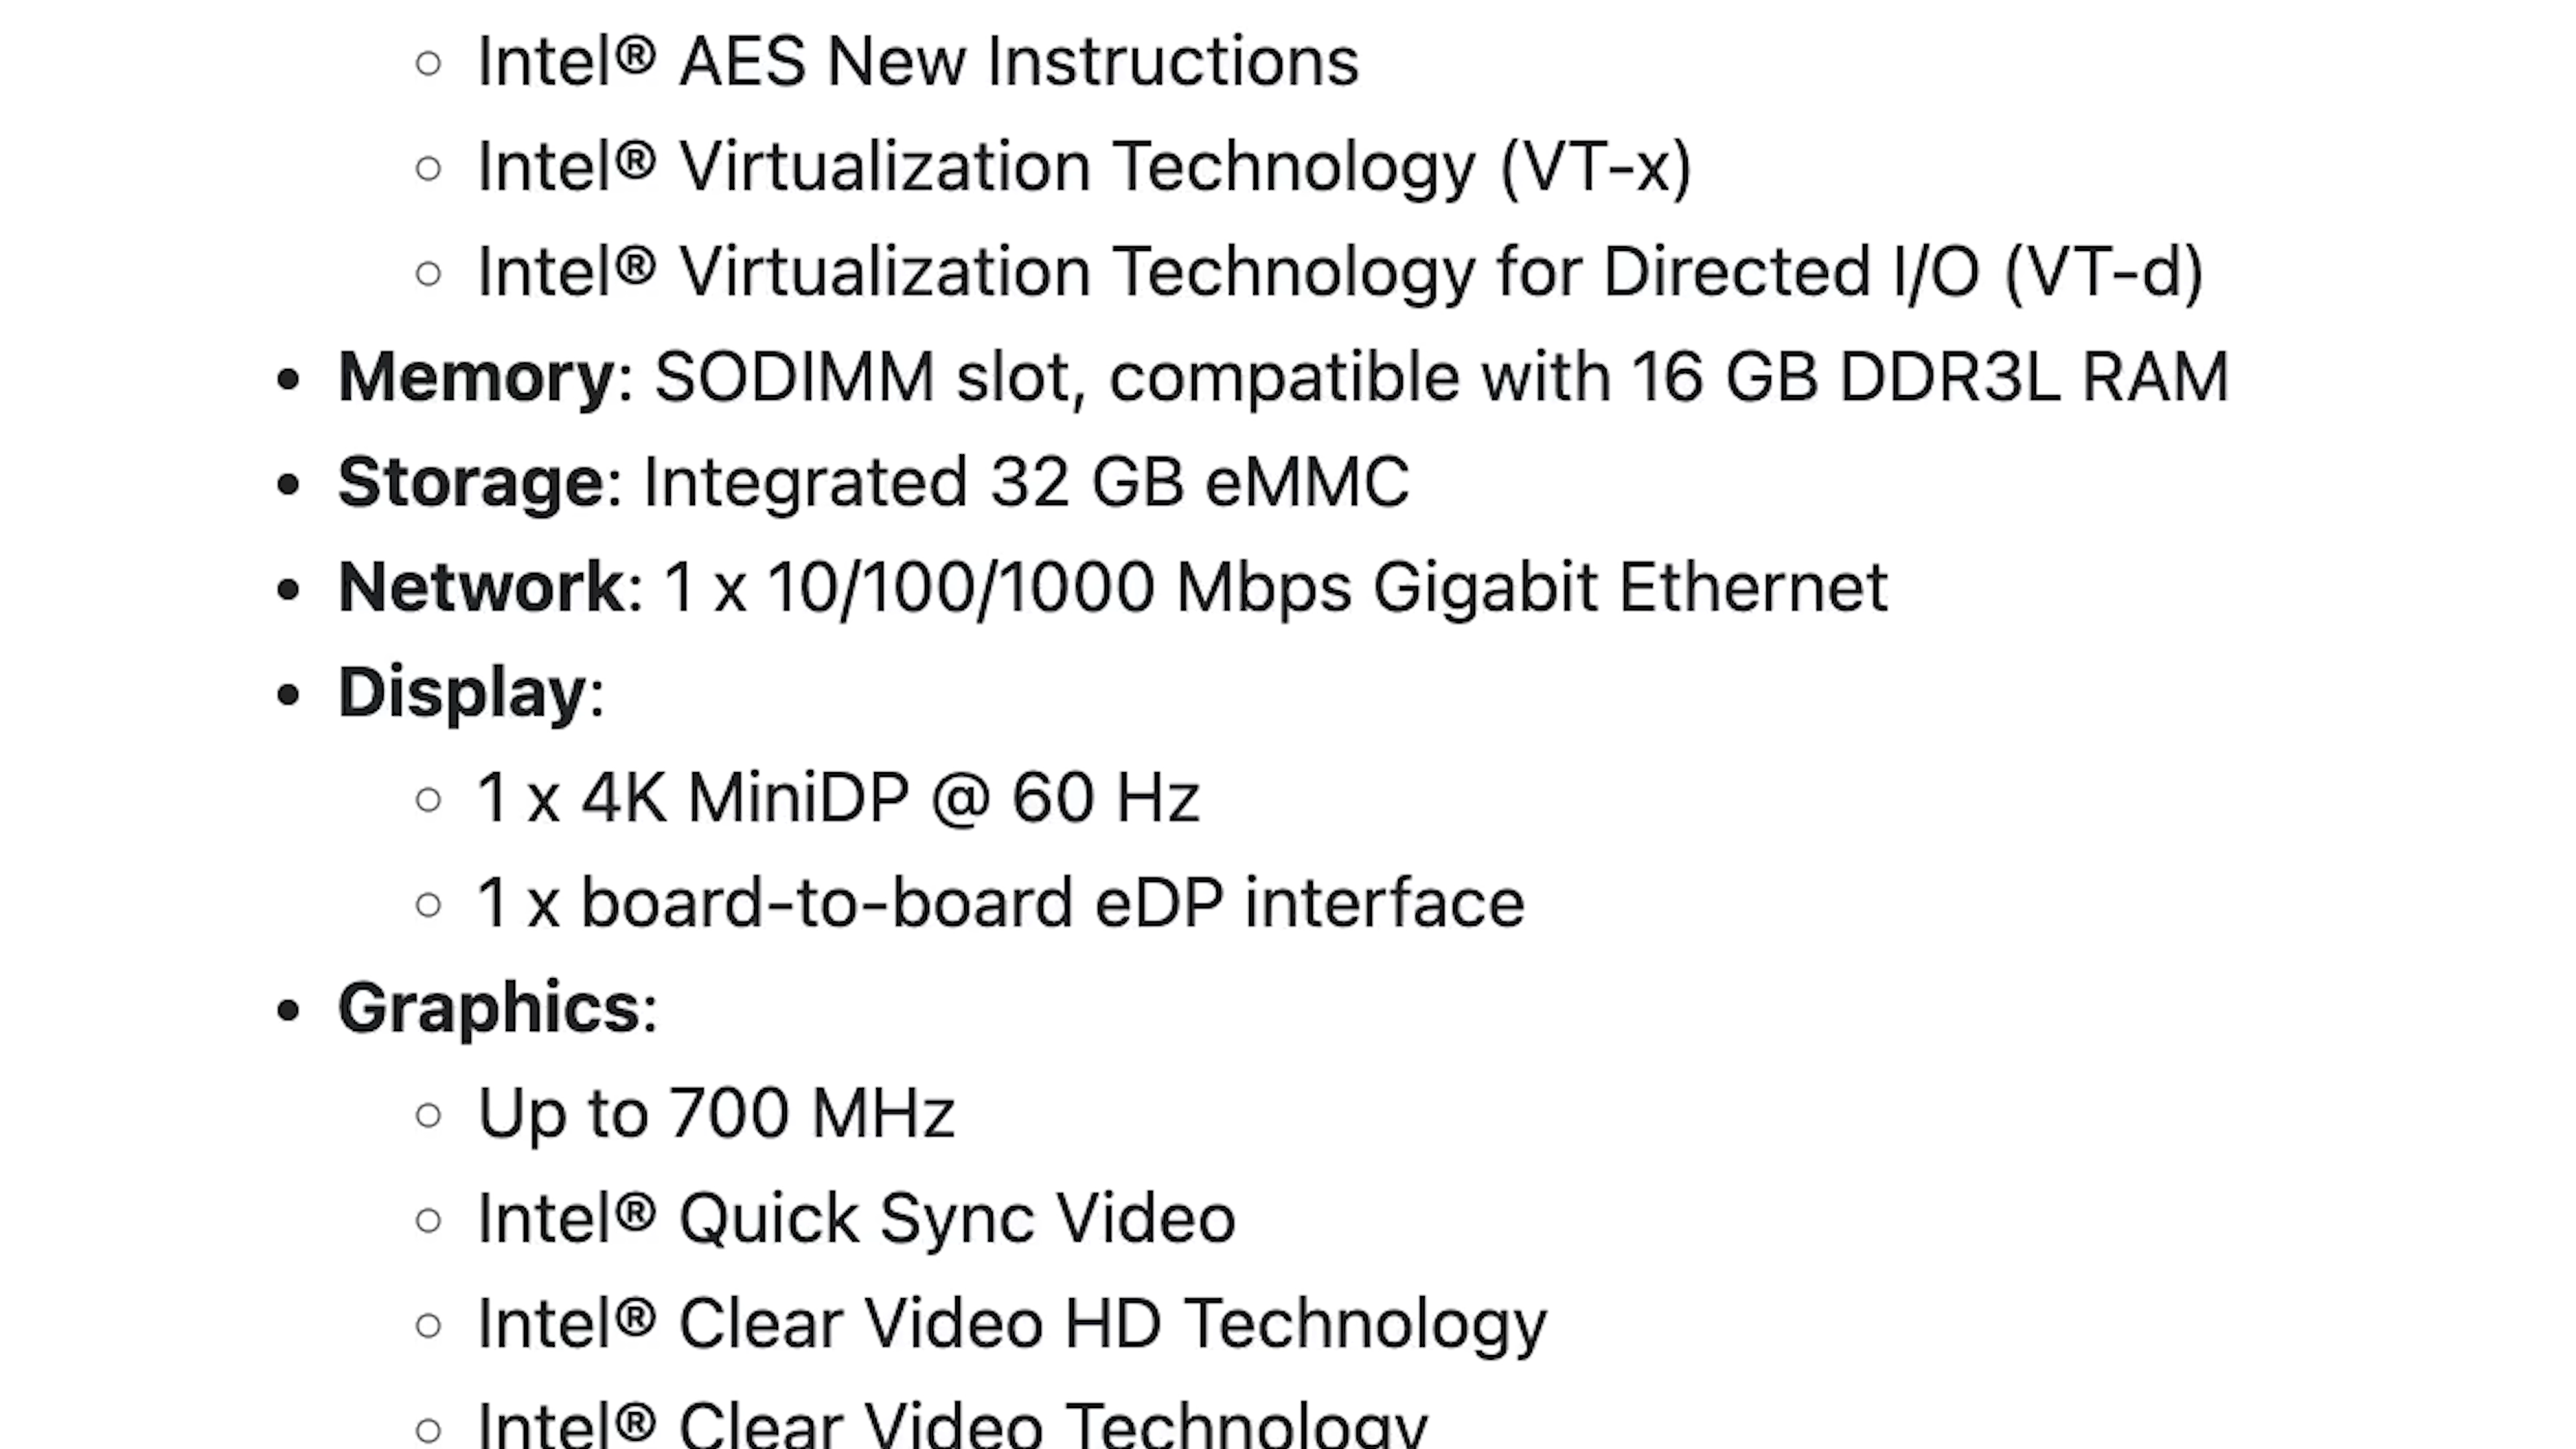 Intel® AES New Instructions
Intel® Virtualization Technology (VT-x)
Intel® Virtualization Technology for Directed I/O (VT-d)
Memory: SODIMM slot, compatible with 16 GB DDR3L RAM
Storage: Integrated 32 GB eMMC
Network: 1 x 10/100/1000 Mbps Gigabit Ethernet
Display:
1 x 4K MiniDP @ 60 Hz
1 x board-to-board eDP interface
Graphics:
Up to 700 MHz
Intel® Quick Sync Video
Intel® Clear Video HD Technology
Intel® Clear Video Technology